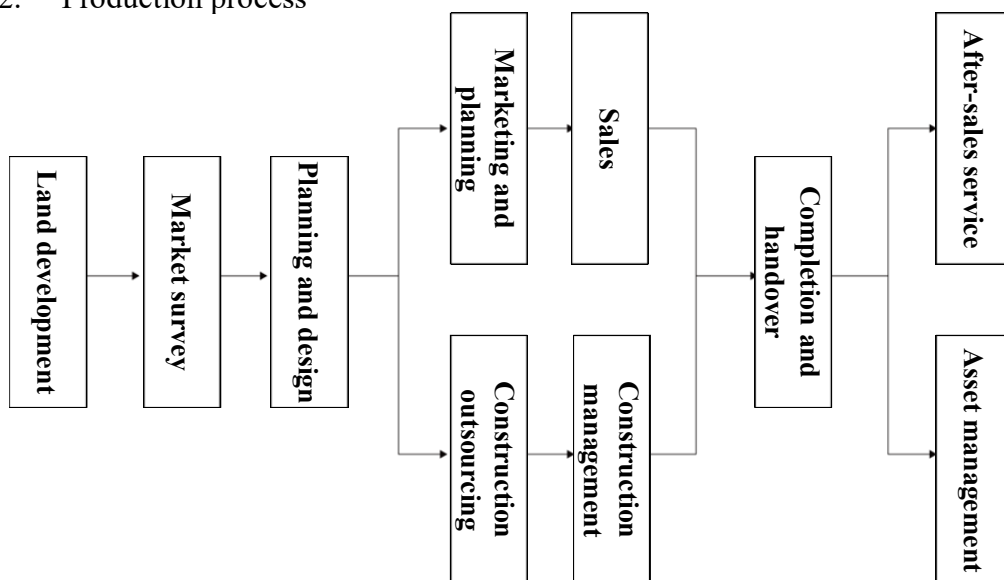 2. Production process
Land development
Market survey
Planning and design
Marketing and
planning
Sales
Construction
outsourcing
Construction
management
Completion and
handover
After-sales service
Asset management